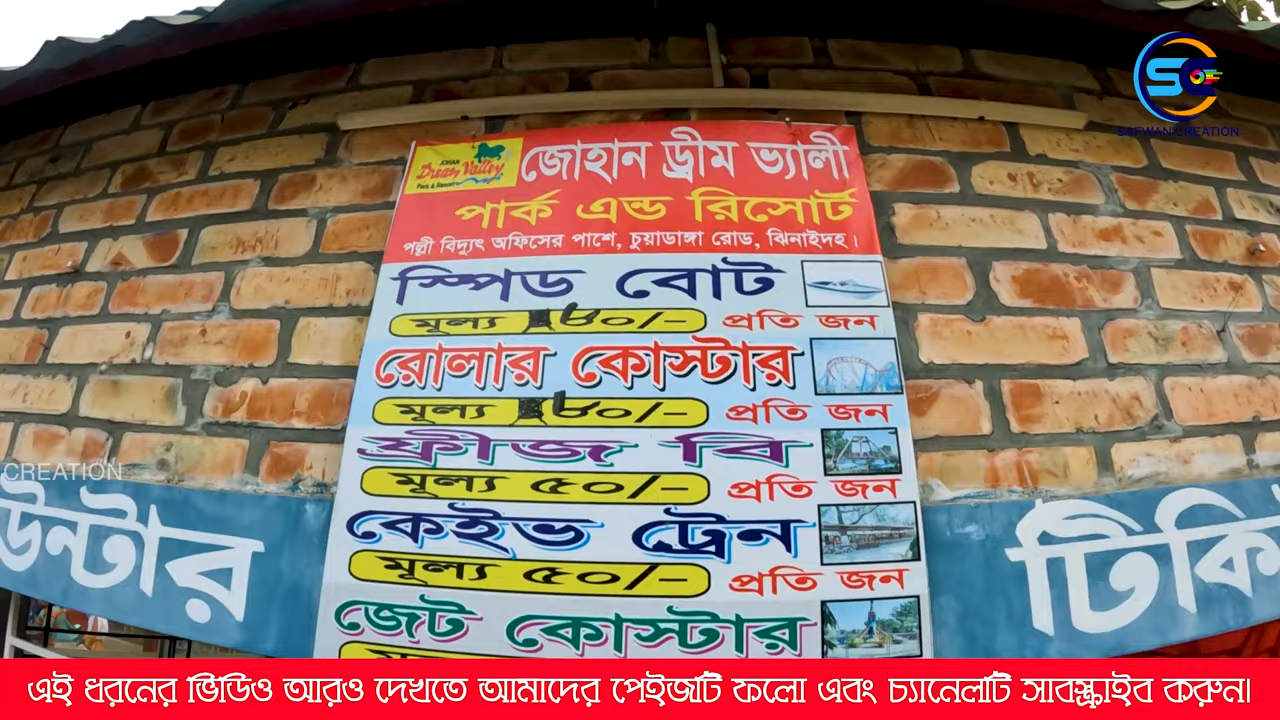 SAFWAN CREATION
JOHAN
Dream Valley
Park & Resort
জোহান ড্রীম ভ্যালী
পার্ক এন্ড রিসোর্ট
পল্লী বিদ্যুৎ অফিসের পাশে, চুয়াডাঙ্গা রোড, ঝিনাইদহ।
স্পিড বোট
মূল্য ৮০/- প্রতি জন
রোলার কোস্টার
মূল্য ৮০/- প্রতি জন
ফ্রীজ বি
মূল্য ৫০/- প্রতি জন
কেইভ ট্রেন
মূল্য ৫০/- প্রতি জন
জেট কোস্টার
CREATION
উন্টার
টিকি
এই ধরনের ভিডিও আরও দেখতে আমাদের পেইজটি ফলো এবং চ্যানেলটি সাবস্ক্রাইব করুন।